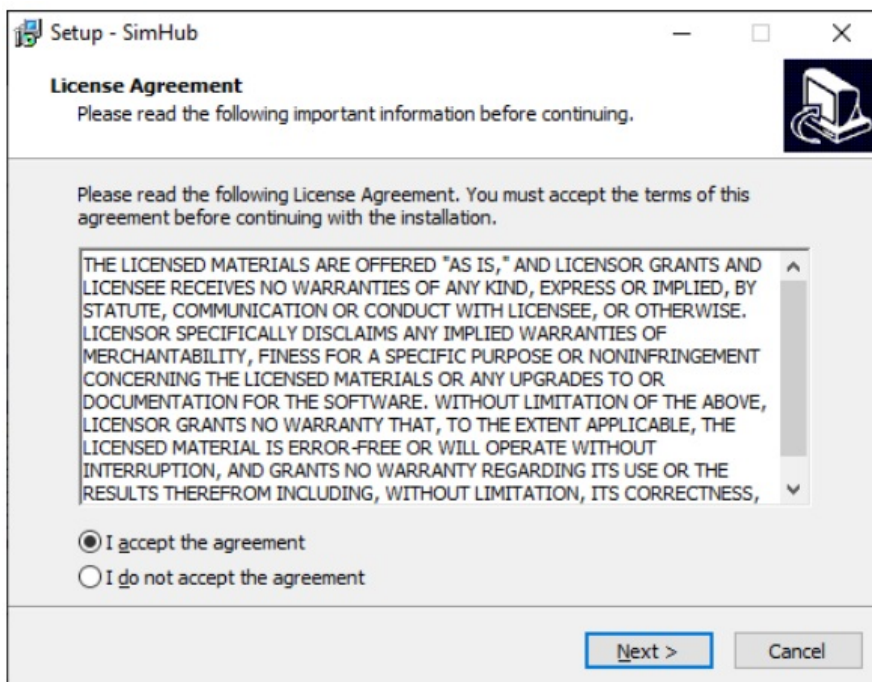 Setup - SimHub
License Agreement
Please read the following important information before continuing.
Please read the following License Agreement. You must accept the terms of this
agreement before continuing with the installation.
THE LICENSED MATERIALS ARE OFFERED "AS IS," AND LICENSOR GRANTS AND
LICENSEE RECEIVES NO WARRANTIES OF ANY KIND, EXPRESS OR IMPLIED, BY
STATUTE, COMMUNICATION OR CONDUCT WITH LICENSEE, OR OTHERWISE.
LICENSOR SPECIFICALLY DISCLAIMS ANY IMPLIED WARRANTIES OF
MERCHANTABILITY, FINESS FOR A SPECIFIC PURPOSE OR NONINFRINGEMENT
CONCERNING THE LICENSED MATERIALS OR ANY UPGRADES TO OR
DOCUMENTATION FOR THE SOFTWARE. WITHOUT LIMITATION OF THE ABOVE,
LICENSOR GRANTS NO WARRANTY THAT, TO THE EXTENT APPLICABLE, THE
LICENSED MATERIAL IS ERROR-FREE OR WILL OPERATE WITHOUT
INTERRUPTION, AND GRANTS NO WARRANTY REGARDING ITS USE OR THE
RESULTS THEREFROM INCLUDING, WITHOUT LIMITATION, ITS CORRECTNESS,
I accept the agreement
I do not accept the agreement
Next >
Cancel